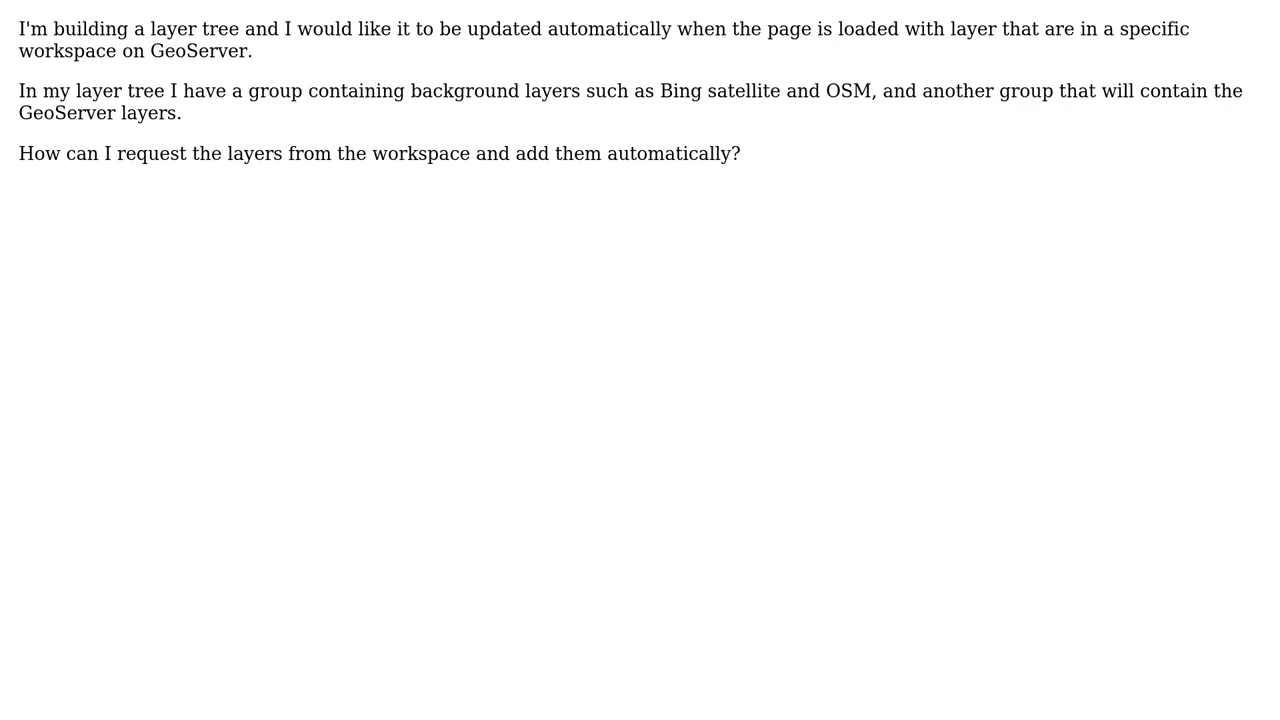 I'm building a layer tree and I would like it to be updated automatically when the page is loaded with layer that are in a specific
workspace on GeoServer.
In my layer tree I have a group containing background layers such as Bing satellite and OSM, and another group that will contain the
GeoServer layers.
How can I request the layers from the workspace and add them automatically?